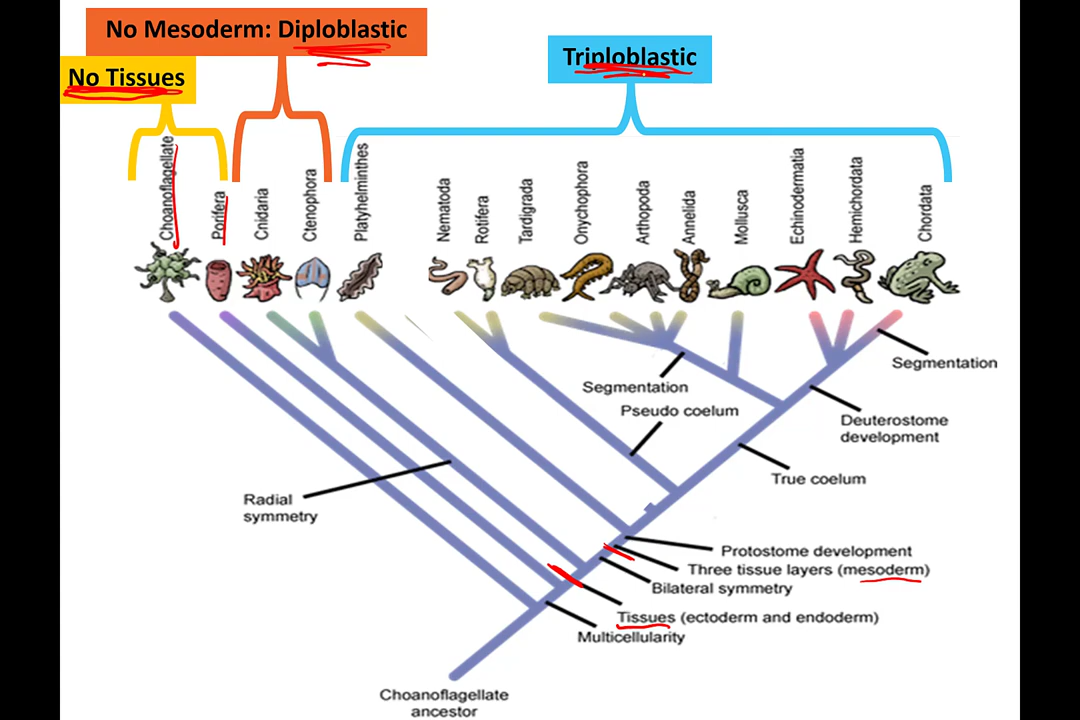 No Mesoderm: Diploblastic
No Tissues
Triploblastic
Choanoflagellate
Porifera
Cnidaria
Ctenophora
Platyhelminthes
Nematoda
Rotifera
Tardigrada
Onychophora
Arthopoda
Annelida
Mollusca
Echinodermatia
Hemichordata
Chordata
Segmentation
Segmentation
Pseudo coelum
Deuterostome
development
True coelum
Radial
symmetry
Protostome development
Three tissue layers (mesoderm)
Bilateral symmetry
Tissues (ectoderm and endoderm)
Multicellularity
Choanoflagellate
ancestor